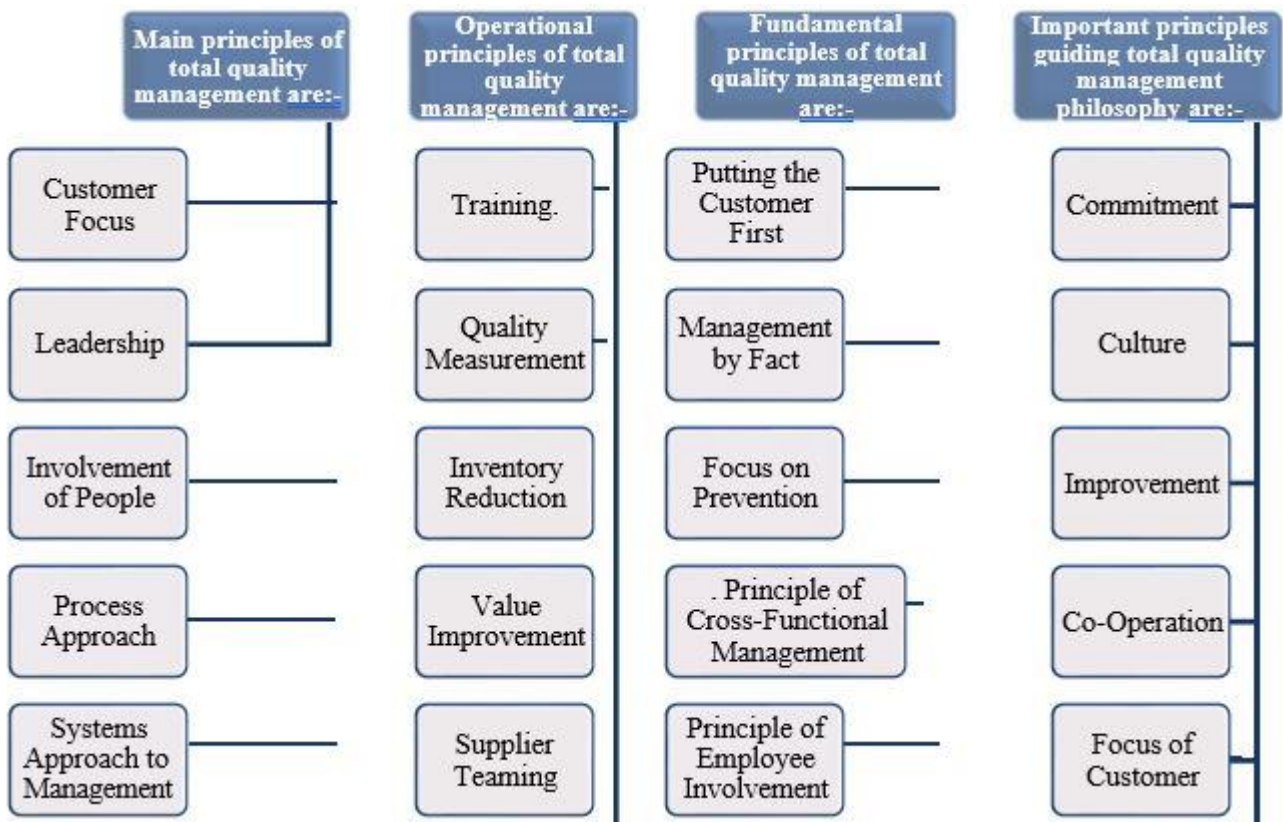 Main principles of
total quality
management are:-
Customer
Focus
Leadership
Involvement
of People
Process
Approach
Systems
Approach to
Management
Operational
principles of total
quality
management are:-
Training.
Quality
Measurement
Inventory
Reduction
Value
Improvement
Supplier
Teaming
Fundamental
principles of total
quality management
are:-
Putting the
Customer
First
Management
by Fact
Focus on
Prevention
. Principle of
Cross-Functional
Management
Principle of
Employee
Involvement
Important principles
guiding total quality
management
philosophy are:-
Commitment
Culture
Improvement
Co-Operation
Focus of
Customer